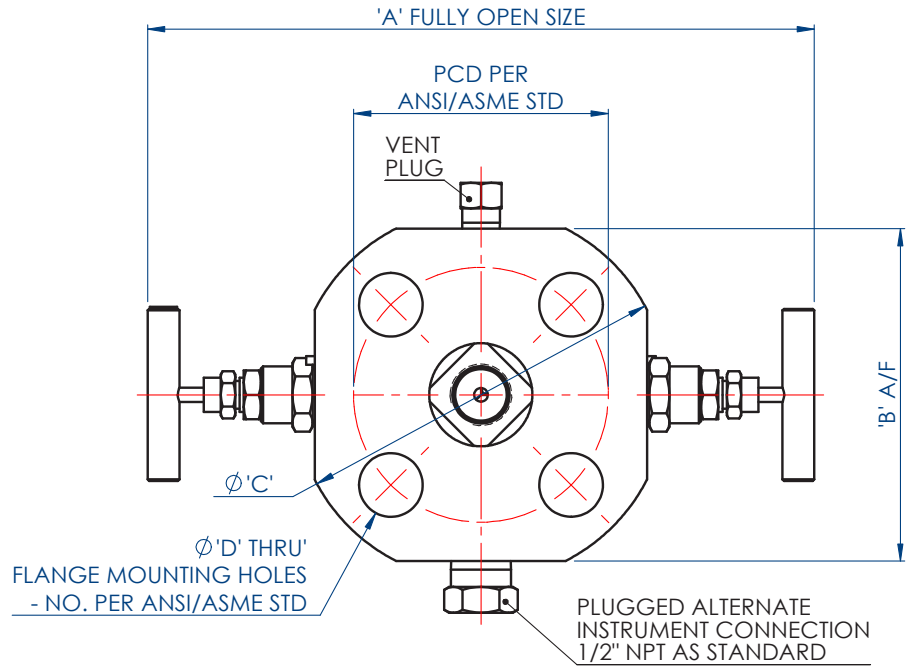 'A' FULLY OPEN SIZE
PCD PER
ANSI/ASME STD
VENT
PLUG
'B' A/F
Ø 'C'
Ø 'D' THRU'
FLANGE MOUNTING HOLES
- NO. PER ANSI/ASME STD
PLUGGED ALTERNATE
INSTRUMENT CONNECTION
1/2" NPT AS STANDARD